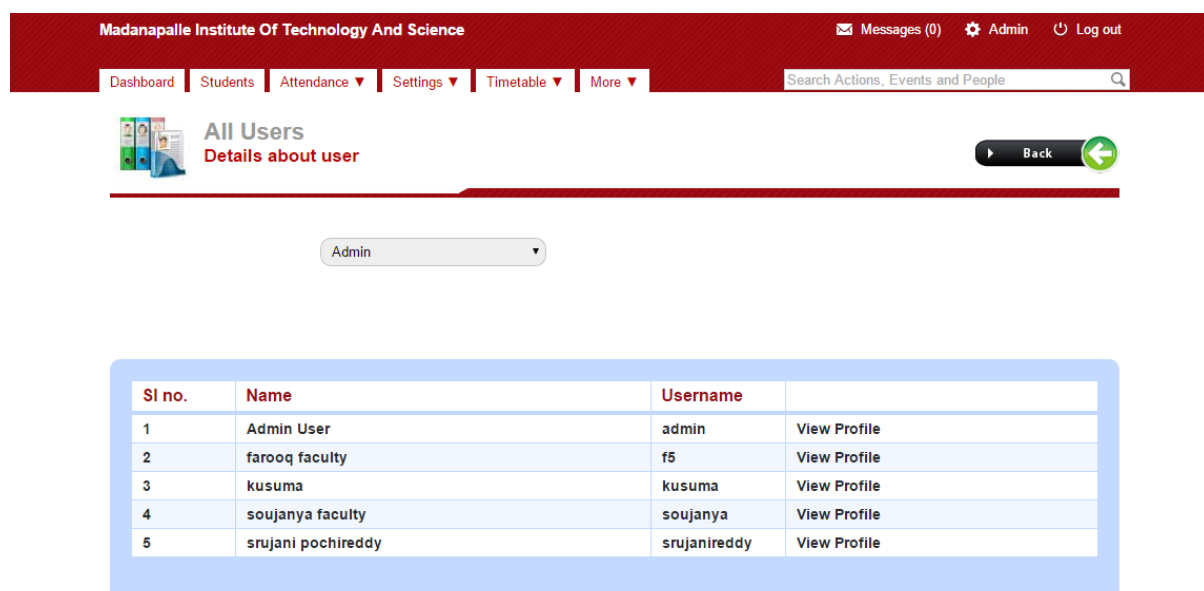 Madanapalle Institute Of Technology And Science Messages (0) Admin Log out
Dashboard Students Attendance ▼ Settings ▼ Timetable ▼ More ▼ Search Actions, Events and People
All Users
Details about user
Back
Admin
Sl no. Name Username
1 Admin User admin View Profile
2 farooq faculty f5 View Profile
3 kusuma kusuma View Profile
4 soujanya faculty soujanya View Profile
5 srujani pochireddy srujanireddy View Profile